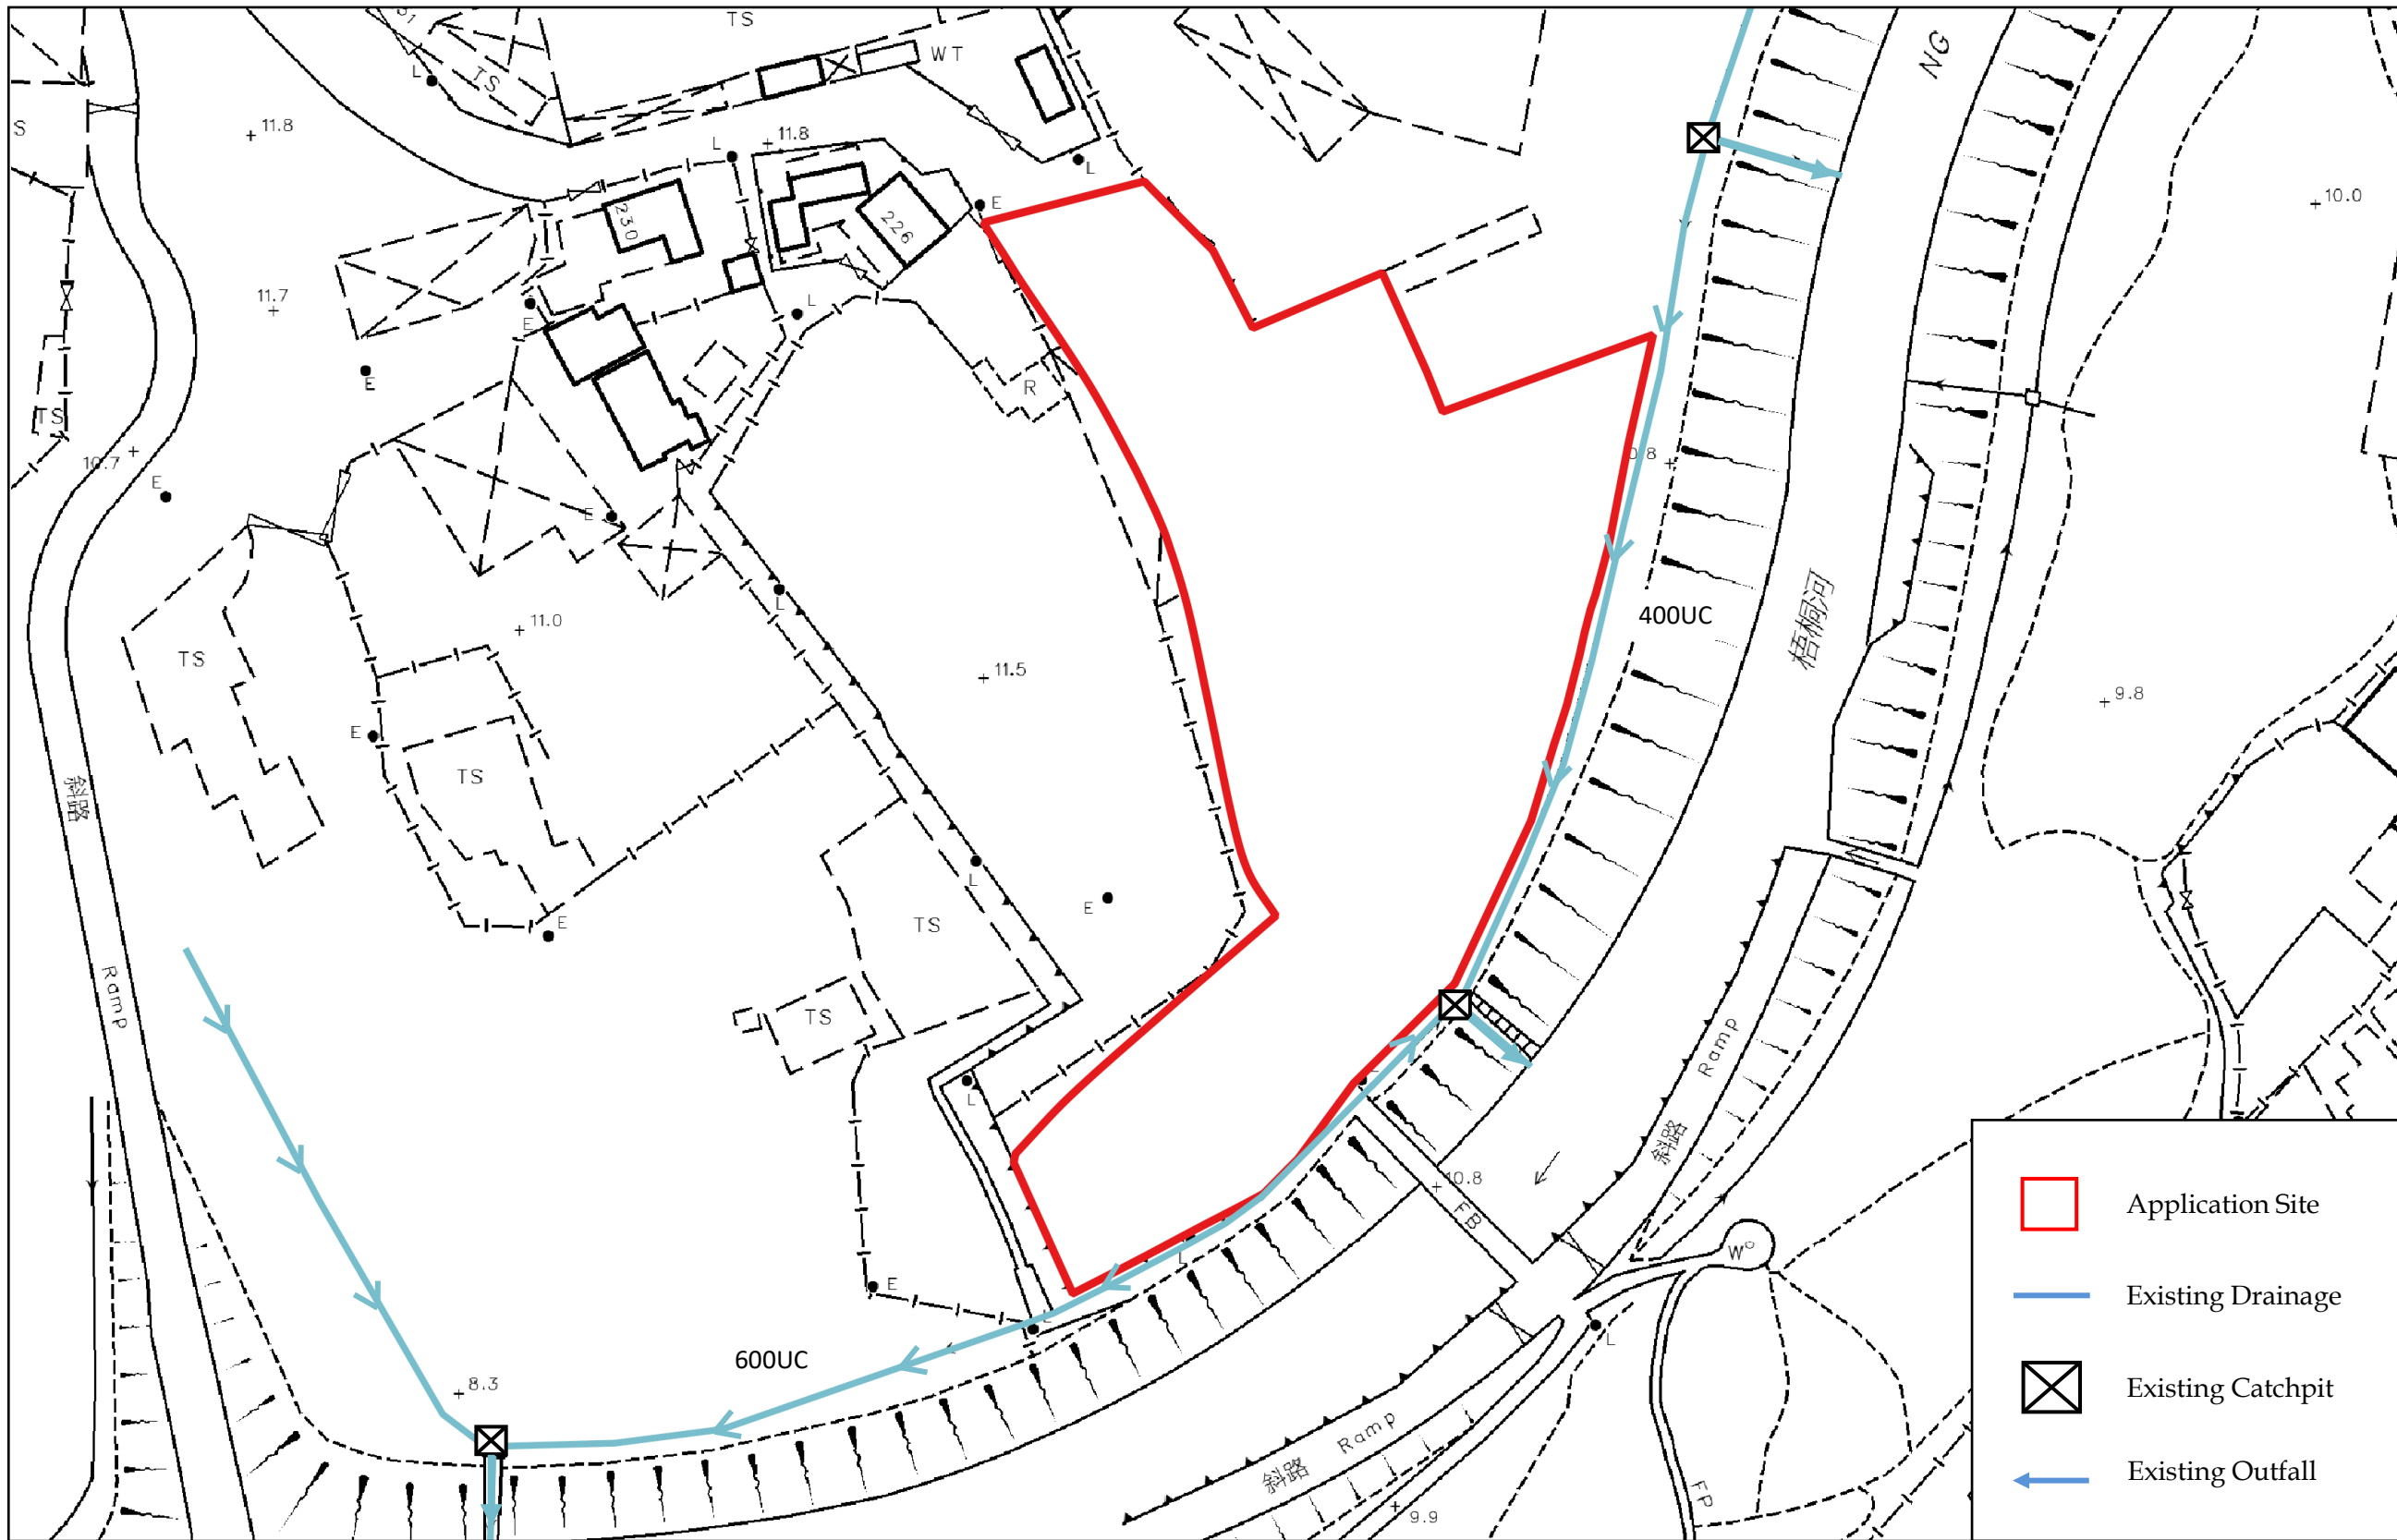 TS
NG
WT
TS
S
11.8
11.8
L
L
L
10.0
E
230
226
11.7
L
E
E
R
TS
10.7
E
E
400UC
L
11.0
TS
11.5
梧桐河
9.8
E
TS
斜路
L
E
TS
E
Ramp
TS
Ramp
L
斜路
10.8
FB
W
L
E
L
600UC
8.3
Ramp
斜路
FP
9.9
Application Site
Existing Drainage
Existing Catchpit
Existing Outfall